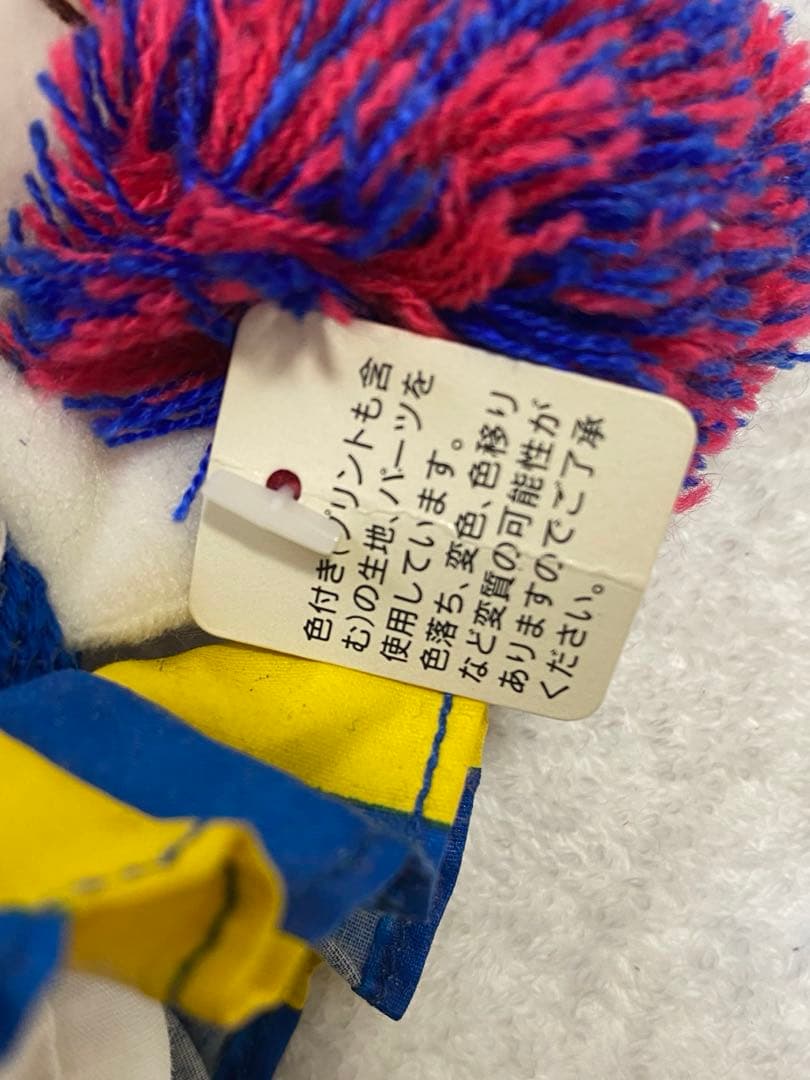 色付き(プリントも含
む)の生地、パーツを
使用しています。
色落ち、変色、色移り
など変質の可能性が
ありますのでご了承
ください。